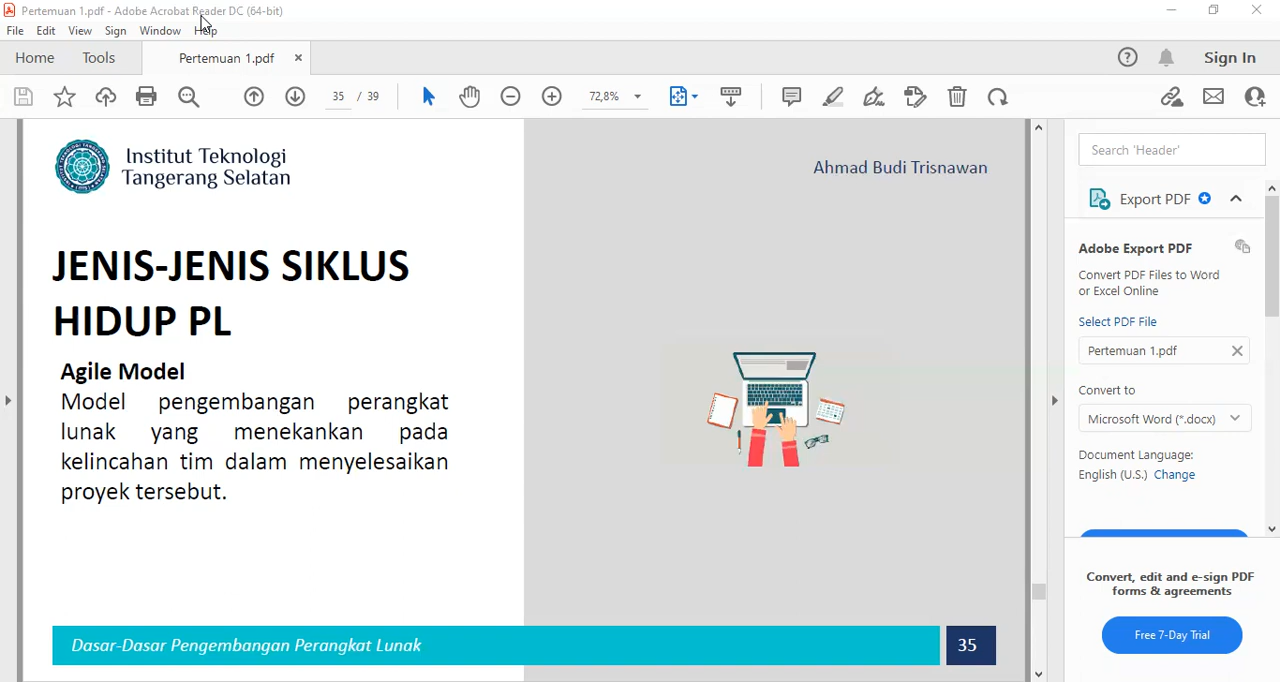 Pertemuan 1.pdf - Adobe Acrobat Reader DC (64-bit)
File Edit View Sign Window Help
Home Tools Pertemuan 1.pdf Sign In
35 / 39 72,8%
Institut Teknologi
Tangerang Selatan
Ahmad Budi Trisnawan
JENIS-JENIS SIKLUS
HIDUP PL
Agile Model
Model pengembangan perangkat
lunak yang menekankan pada
kelincahan tim dalam menyelesaikan
proyek tersebut.
Dasar-Dasar Pengembangan Perangkat Lunak 35
Search 'Header'
Export PDF
Adobe Export PDF
Convert PDF Files to Word
or Excel Online
Select PDF File
Pertemuan 1.pdf
Convert to
Microsoft Word (*.docx)
Document Language:
English (U.S.) Change
Convert, edit and e-sign PDF
forms & agreements
Free 7-Day Trial